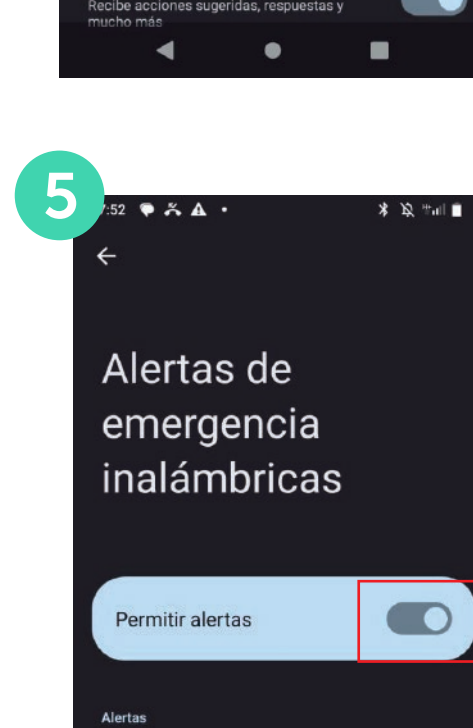 Recibe acciones sugeridas, respuestas y
mucho más
5
7:52
Alertas de
emergencia
inalámbricas
Permitir alertas
Alertas